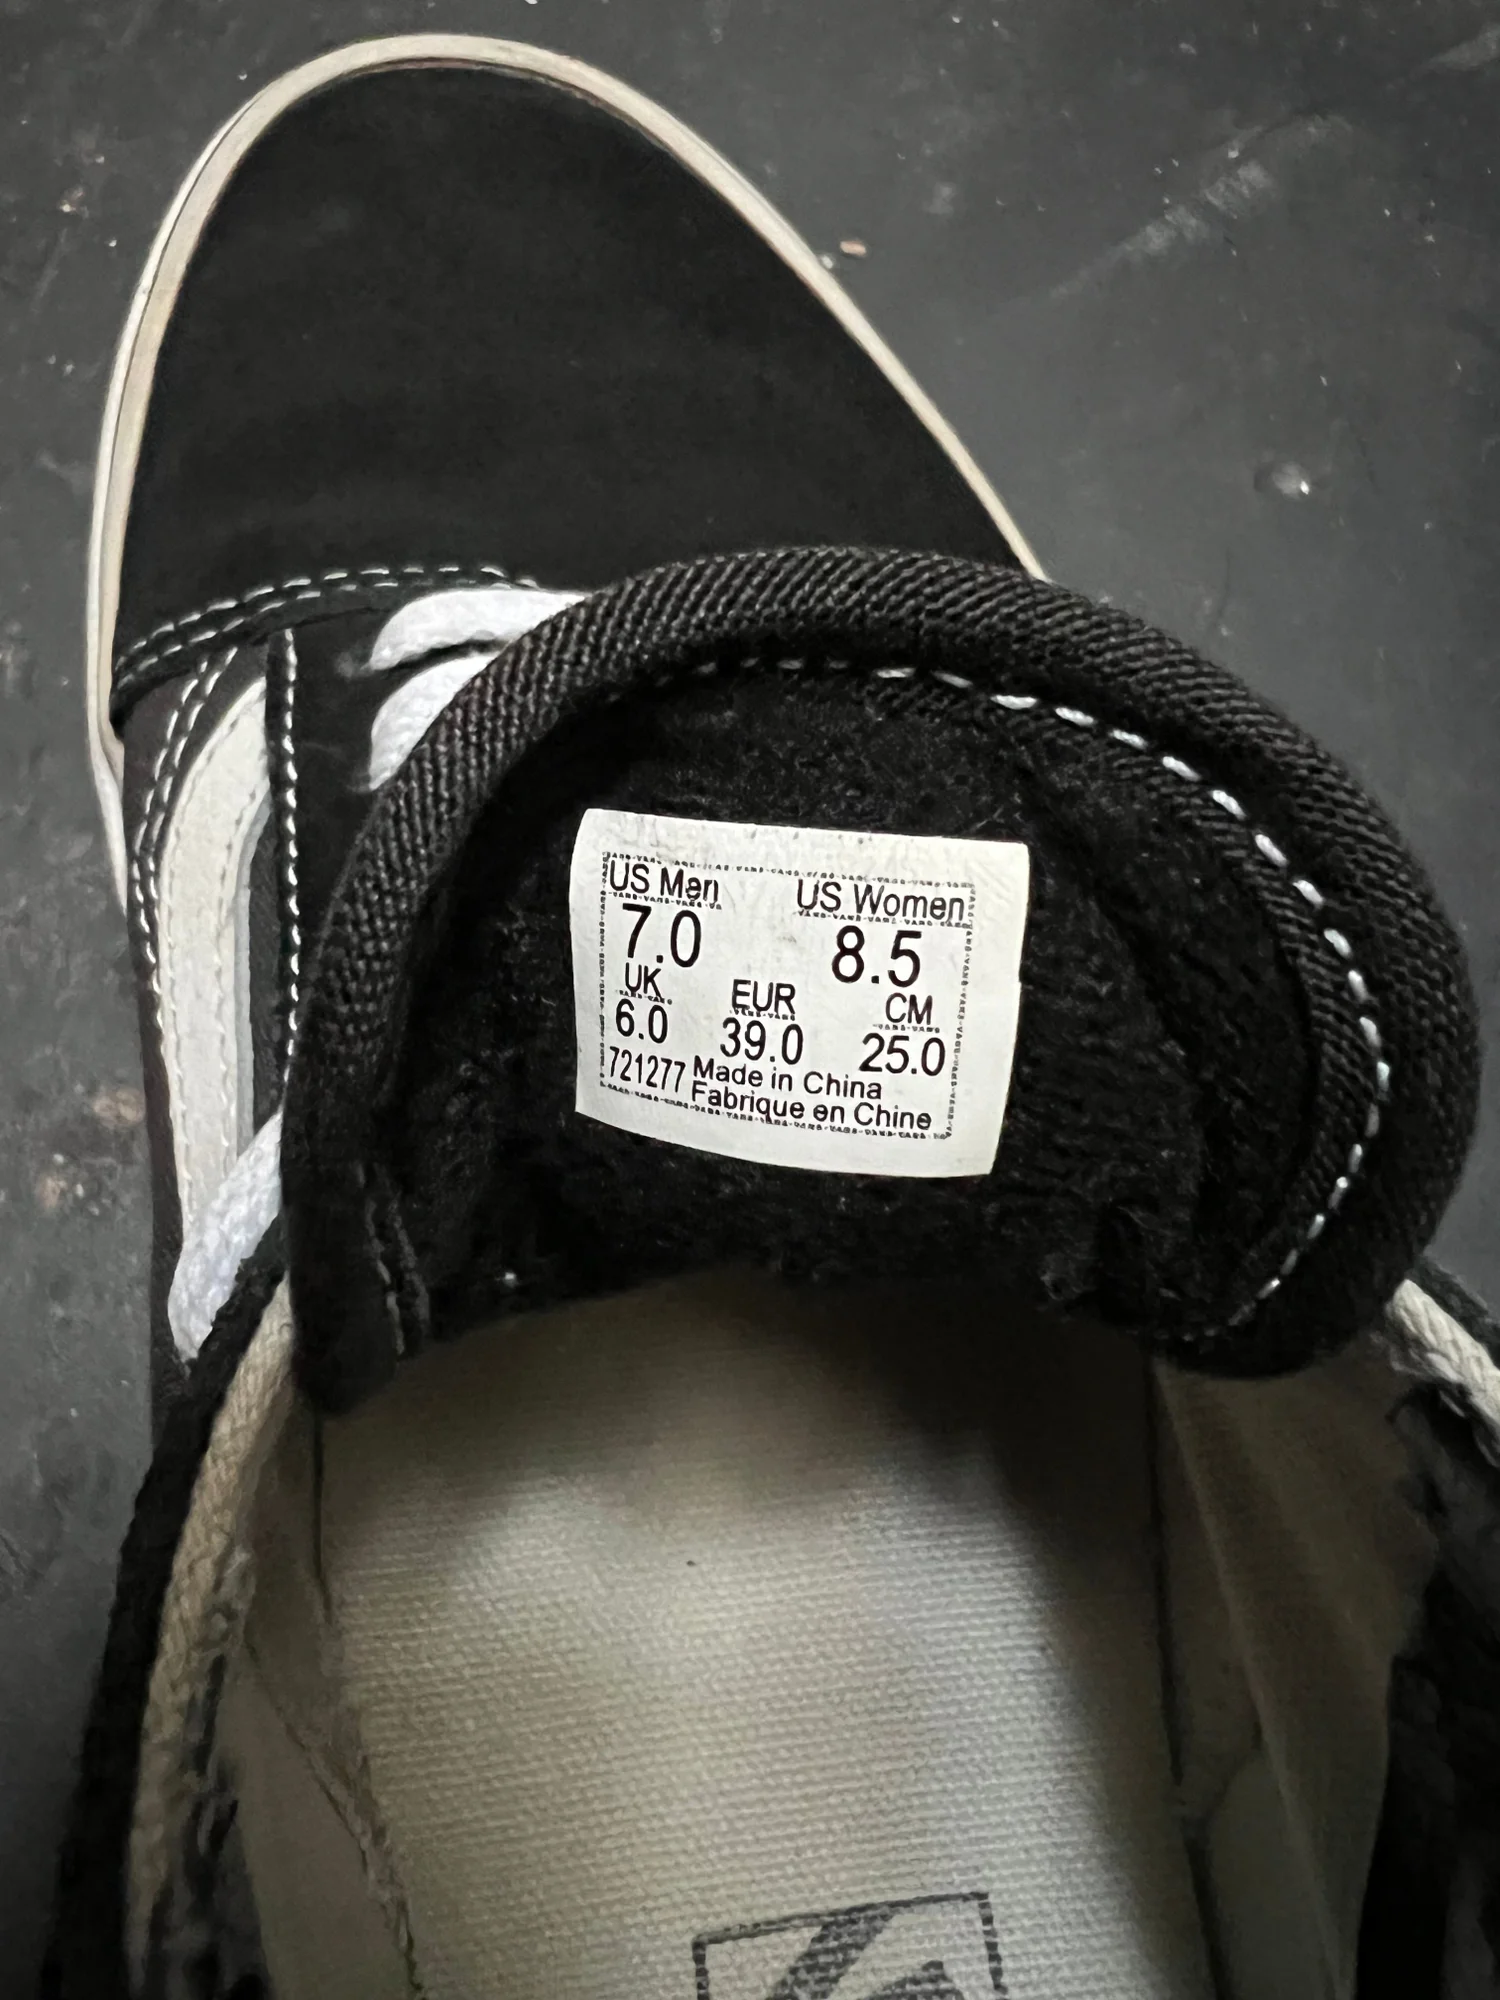 US Men US Women
7.0 8.5
UK EUR CM
6.0 39.0 25.0
721277 Made in China
Fabrique en Chine